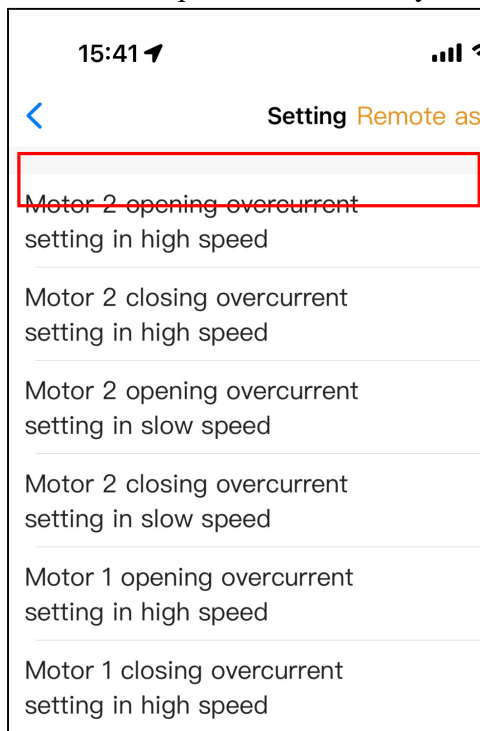 15:41
Setting Remote as
Motor 2 opening overcurrent
setting in high speed
Motor 2 closing overcurrent
setting in high speed
Motor 2 opening overcurrent
setting in slow speed
Motor 2 closing overcurrent
setting in slow speed
Motor 1 opening overcurrent
setting in high speed
Motor 1 closing overcurrent
setting in high speed